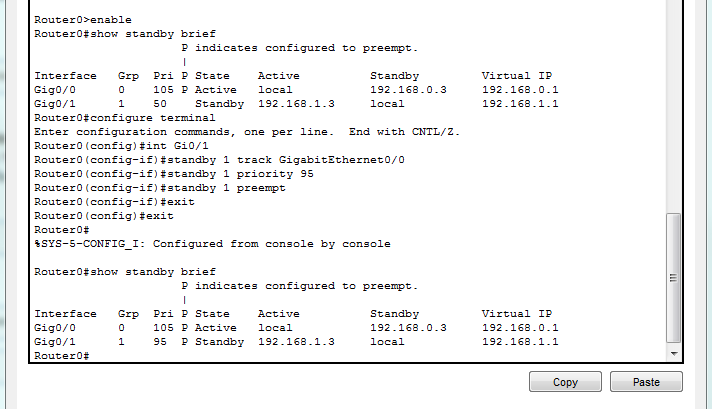 Router0>enable
Router0#show standby brief
P indicates configured to preempt.
|
Interface Grp Pri P State Active Standby Virtual IP
Gig0/0 0 105 P Active local 192.168.0.3 192.168.0.1
Gig0/1 1 50 Standby 192.168.1.3 local 192.168.1.1
Router0#configure terminal
Enter configuration commands, one per line. End with CNTL/Z.
Router0(config)#int Gi0/1
Router0(config-if)#standby 1 track GigabitEthernet0/0
Router0(config-if)#standby 1 priority 95
Router0(config-if)#standby 1 preempt
Router0(config-if)#exit
Router0(config)#exit
Router0#
%SYS-5-CONFIG_I: Configured from console by console
Router0#show standby brief
P indicates configured to preempt.
|
Interface Grp Pri P State Active Standby Virtual IP
Gig0/0 0 105 P Active local 192.168.0.3 192.168.0.1
Gig0/1 1 95 P Standby 192.168.1.3 local 192.168.1.1
Router0#
Copy Paste